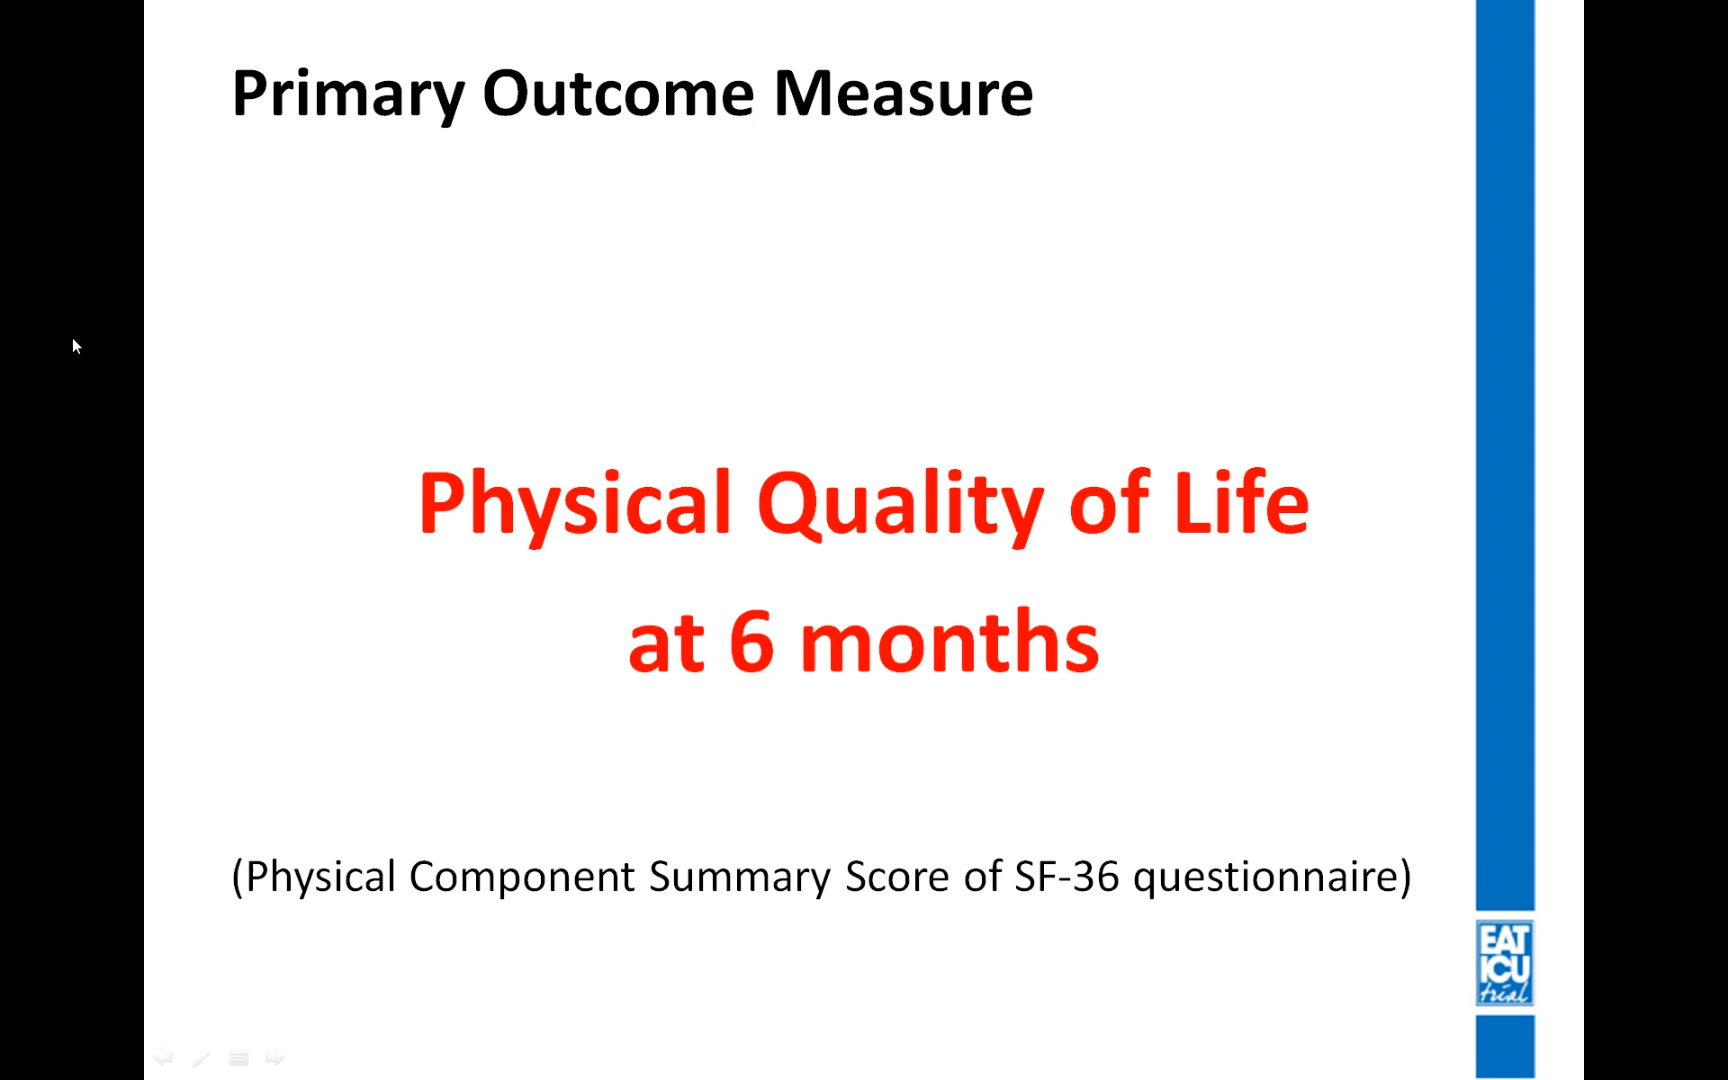 Primary Outcome Measure
Physical Quality of Life
at 6 months
(Physical Component Summary Score of SF-36 questionnaire)
EAT
ICU
trial